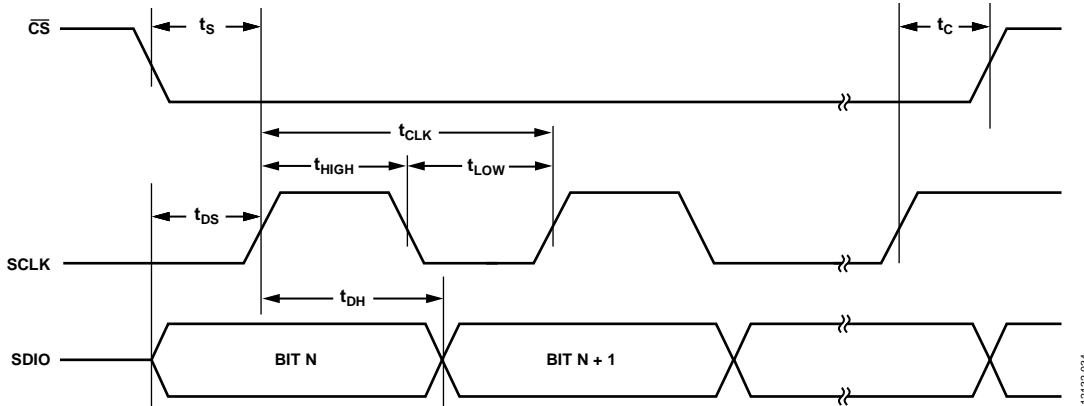 CS
tS
tC
tCLK
tHIGH
tLOW
tDS
SCLK
tDH
SDIO
BIT N
BIT N + 1